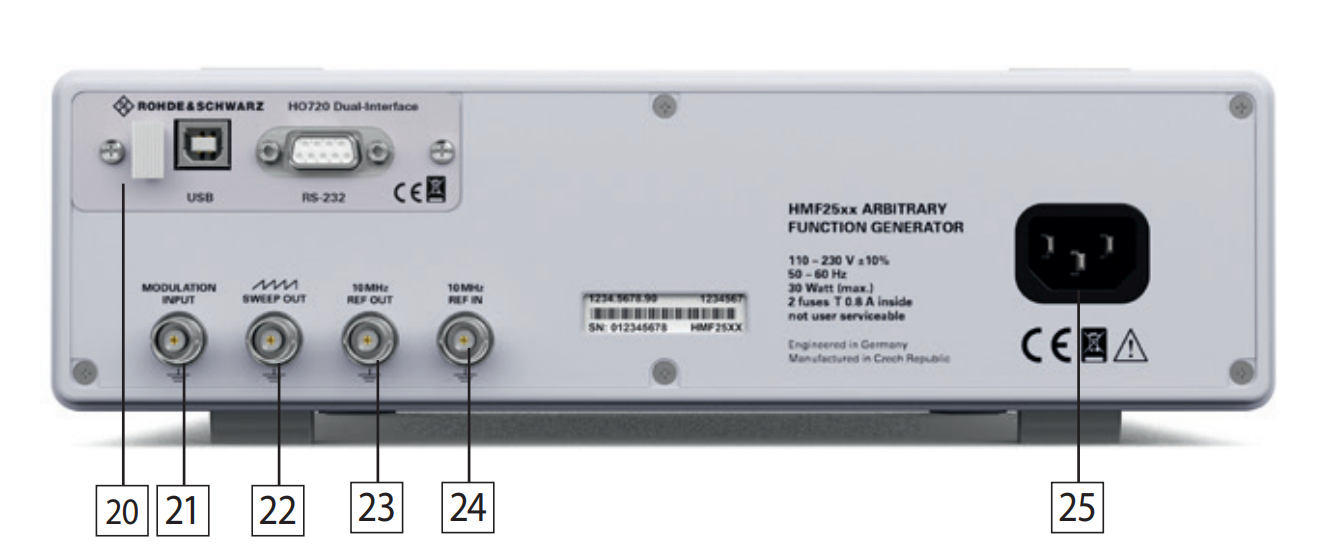 ROHDE&SCHWARZ HO720 Dual-Interface
USB
RS-232
CE
HMF25xx ARBITRARY
FUNCTION GENERATOR
110 – 230 V ±10%
50 – 60 Hz
30 Watt (max.)
2 fuses T 0.8 A inside
not user serviceable
Engineered in Germany
Manufactured in Czech Republic
CE
MODULATION
INPUT
SWEEP OUT
10MHz
REF OUT
10MHz
REF IN
1234.5678.90 1234567
SN: 012345678 HMF25XX
20
21
22
23
24
25